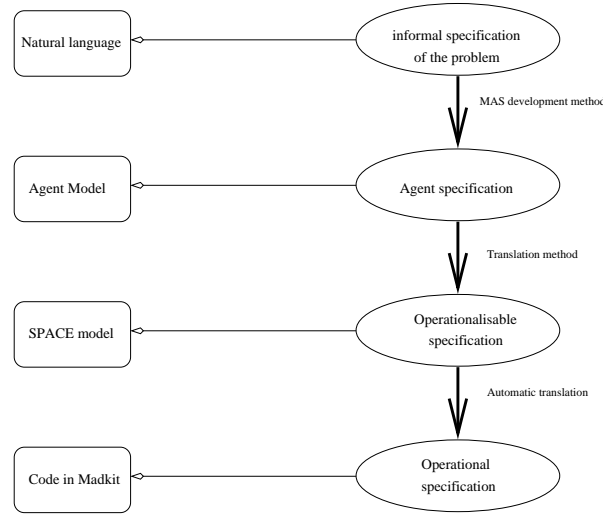 Natural language
informal specification
of the problem
MAS development method
Agent Model
Agent specification
Translation method
SPACE model
Operationalisable
specification
Automatic translation
Code in Madkit
Operational
specification